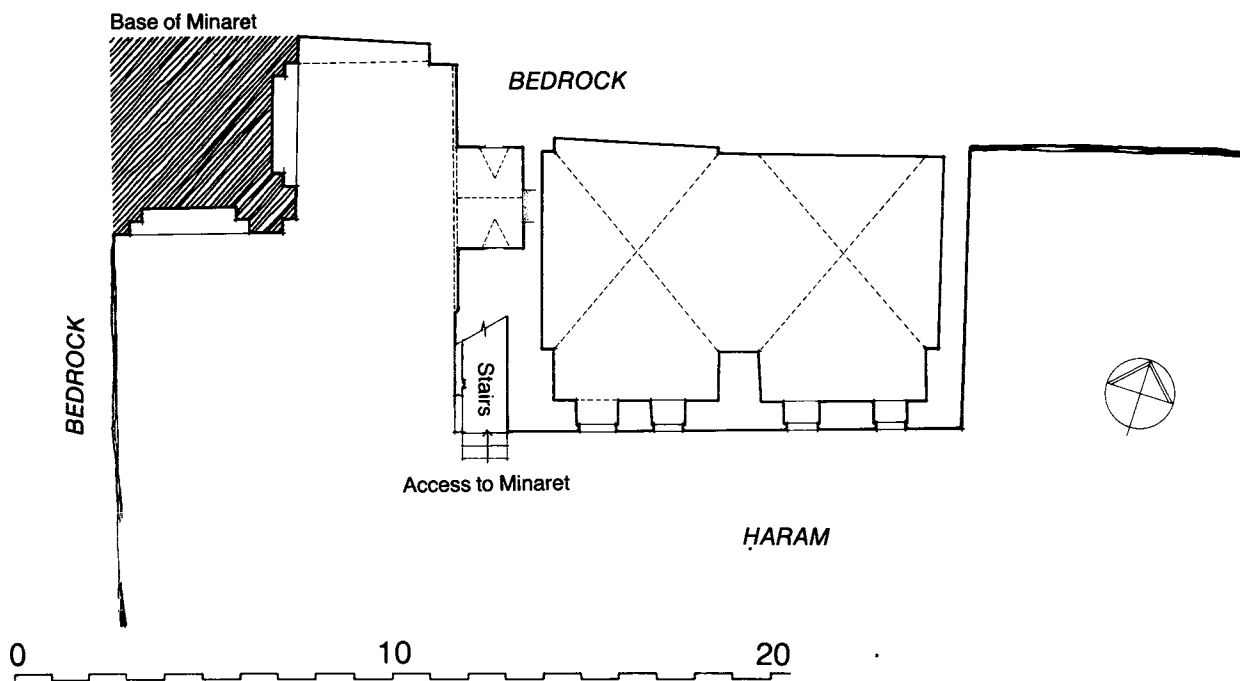 Base of Minaret
BEDROCK
BEDROCK
Stairs
Access to Minaret
ḤARAM
0 10 20